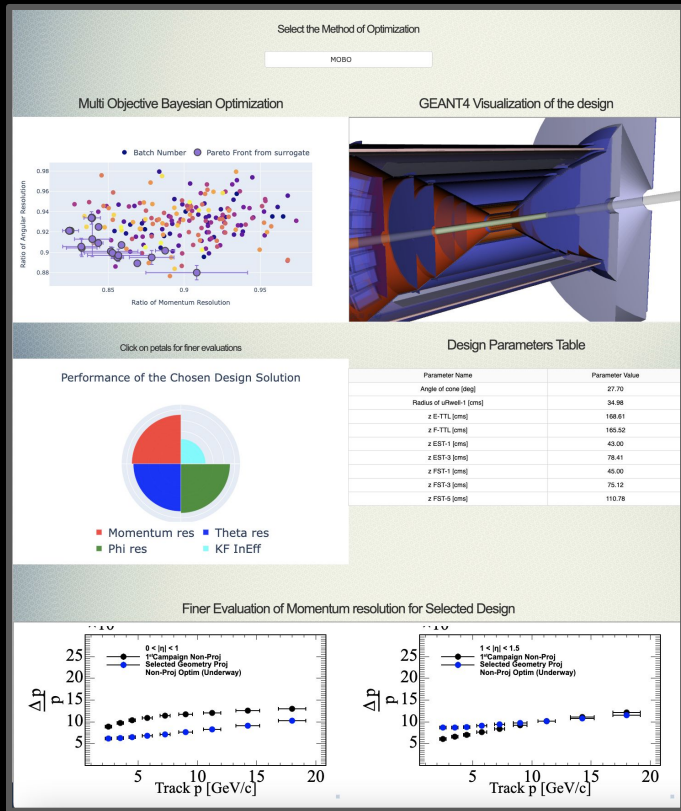 Select the Method of Optimization
MOBO
Multi Objective Bayesian Optimization
GEANT4 Visualization of the design
Batch Number Pareto Front from surrogate
Ratio of Angular Resolution
0.98
0.96
0.94
0.92
0.9
0.88
0.85 0.9 0.95
Ratio of Momentum Resolution
Click on petals for finer evaluations
Performance of the Chosen Design Solution
Momentum res Theta res
Phi res KF InEff
Design Parameters Table
Parameter Name Parameter Value
Angle of cone [deg] 27.70
Radius of uRwell-1 [cms] 34.98
z E-TTL [cms] 168.61
z F-TTL [cms] 165.52
z EST-1 [cms] 43.00
z EST-3 [cms] 78.41
z FST-1 [cms] 45.00
z FST-3 [cms] 75.12
z FST-5 [cms] 110.78
Finer Evaluation of Momentum resolution for Selected Design
0 < |η| < 1
1stCampaign Non-Proj
Selected Geometry Proj
Non-Proj Optim (Underway)
Δp
p
25
20
15
10
5
5 10 15 20
Track p [GeV/c]
1 < |η| < 1.5
1stCampaign Non-Proj
Selected Geometry Proj
Non-Proj Optim (Underway)
Δp
p
25
20
15
10
5
5 10 15 20
Track p [GeV/c]